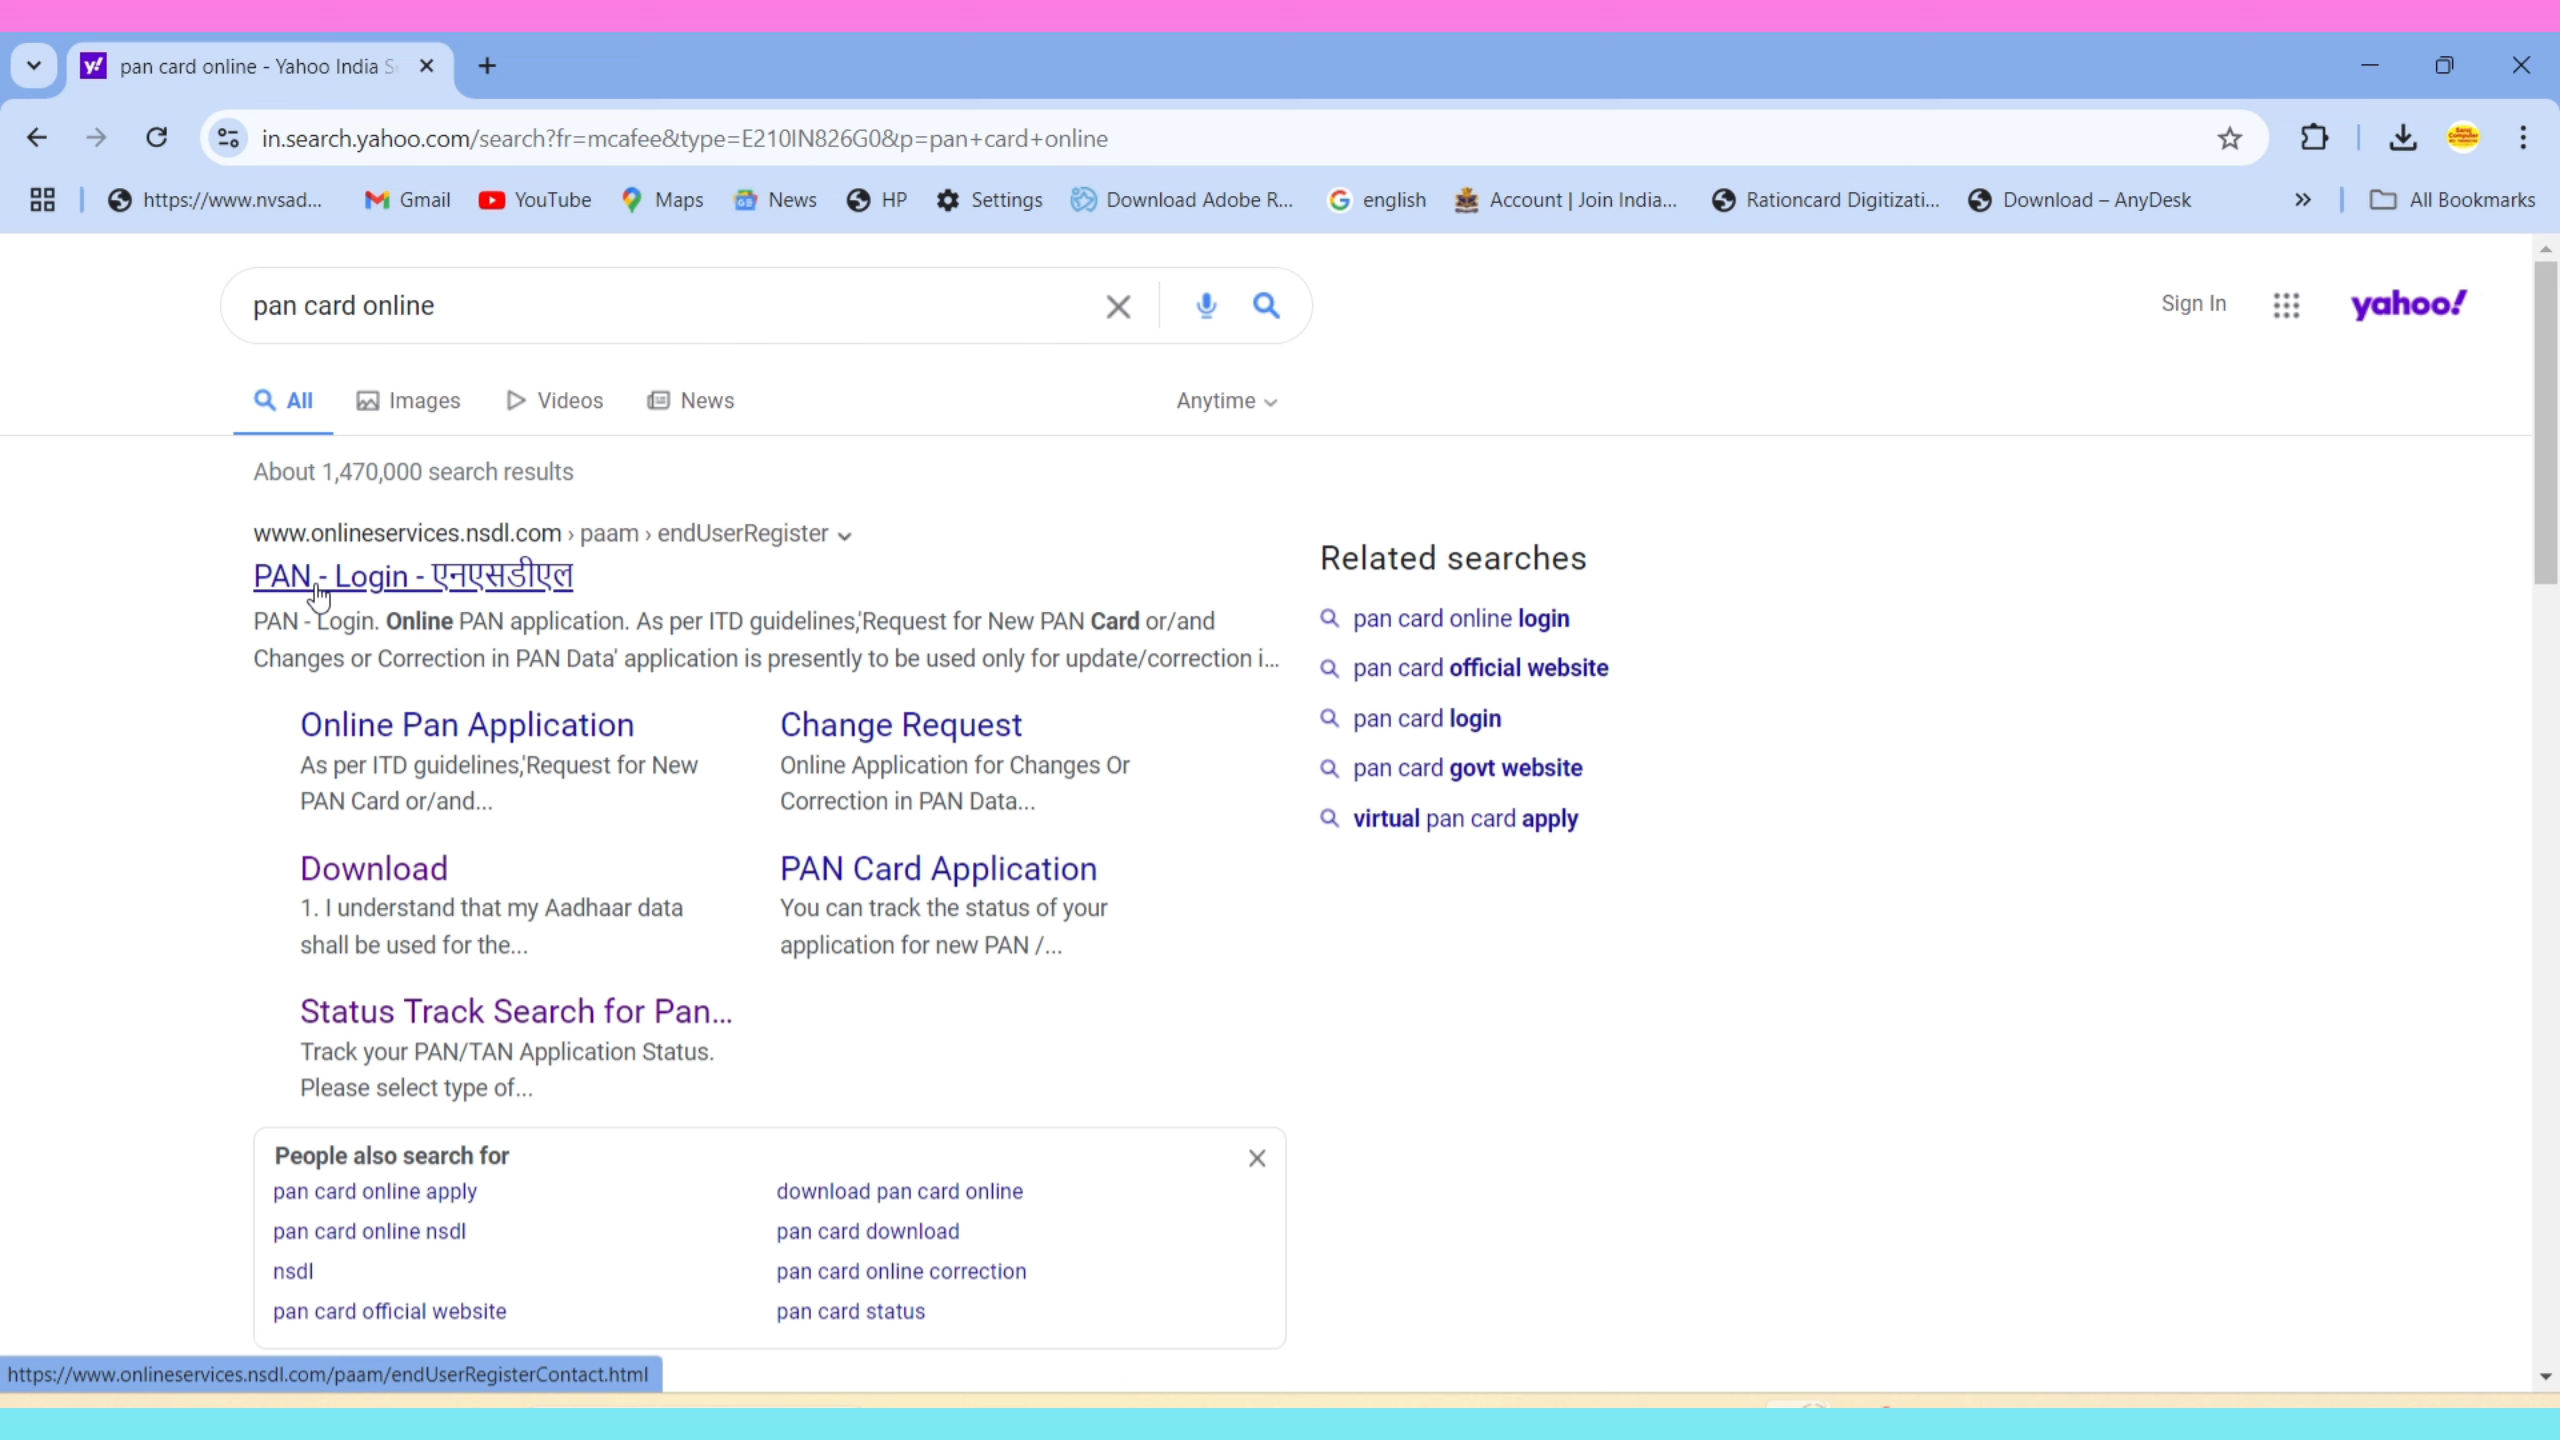 pan card online - Yahoo India S
in.search.yahoo.com/search?fr=mcafee&type=E210IN826G0&p=pan+card+online
https://www.nvsad... Gmail YouTube Maps News HP Settings Download Adobe R... english Account | Join India... Rationcard Digitizati... Download – AnyDesk » All Bookmarks
pan card online
Sign In
yahoo!
All Images Videos News Anytime
About 1,470,000 search results
www.onlineservices.nsdl.com › paam › endUserRegister
PAN - Login - एनएसडीएल
PAN - Login. Online PAN application. As per ITD guidelines,'Request for New PAN Card or/and
Changes or Correction in PAN Data' application is presently to be used only for update/correction i...
Online Pan Application
As per ITD guidelines,'Request for New
PAN Card or/and...
Change Request
Online Application for Changes Or
Correction in PAN Data...
Download
1. I understand that my Aadhaar data
shall be used for the...
PAN Card Application
You can track the status of your
application for new PAN /...
Status Track Search for Pan...
Track your PAN/TAN Application Status.
Please select type of...
People also search for
pan card online apply
download pan card online
pan card online nsdl
pan card download
nsdl
pan card online correction
pan card official website
pan card status
Related searches
pan card online login
pan card official website
pan card login
pan card govt website
virtual pan card apply
https://www.onlineservices.nsdl.com/paam/endUserRegisterContact.html